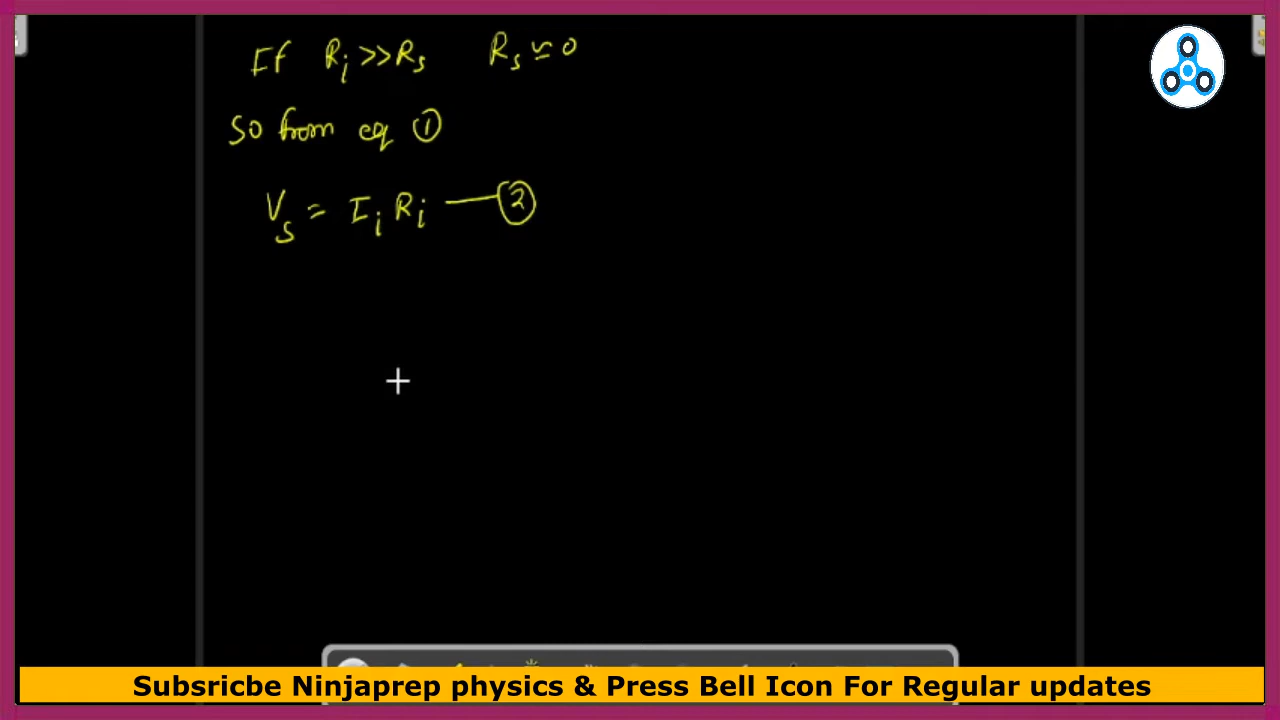 If Rᵢ >> Rₛ Rₛ ≃ 0
so from eq ①
Vₛ = Iᵢ Rᵢ — ②
Subsricbe Ninjaprep physics & Press Bell Icon For Regular updates